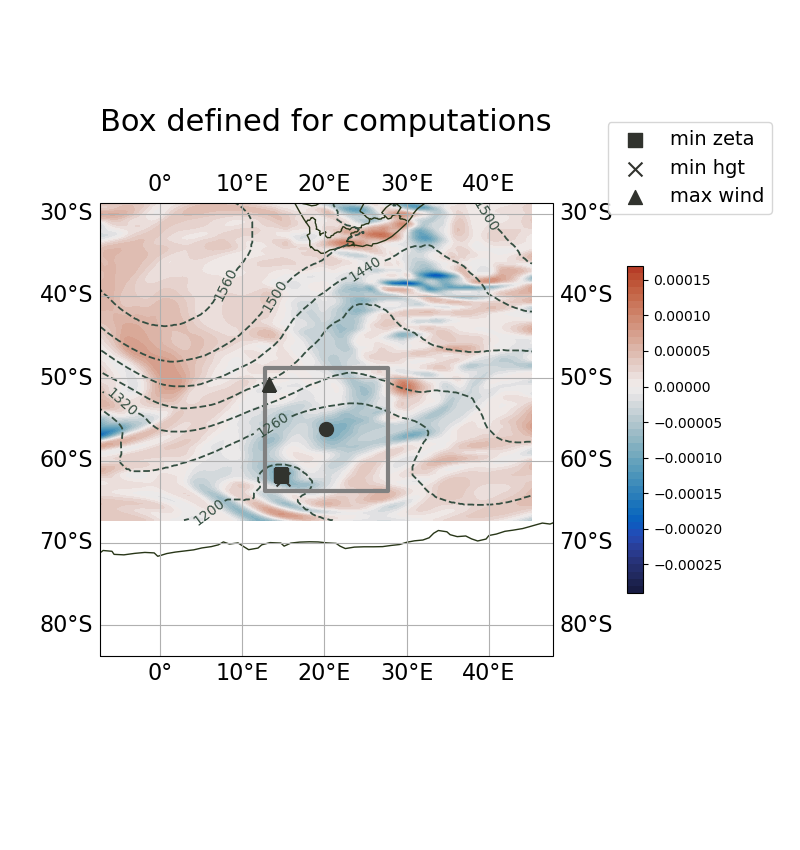 Box defined for computations
min zeta
min hgt
max wind
0° 10°E 20°E 30°E 40°E
30°S 30°S
40°S 40°S
50°S 50°S
60°S 60°S
70°S 70°S
80°S 80°S
0° 10°E 20°E 30°E 40°E
1560
1500
1440
1500
1320
1260
1200
0.00015
0.00010
0.00005
0.00000
−0.00005
−0.00010
−0.00015
−0.00020
−0.00025